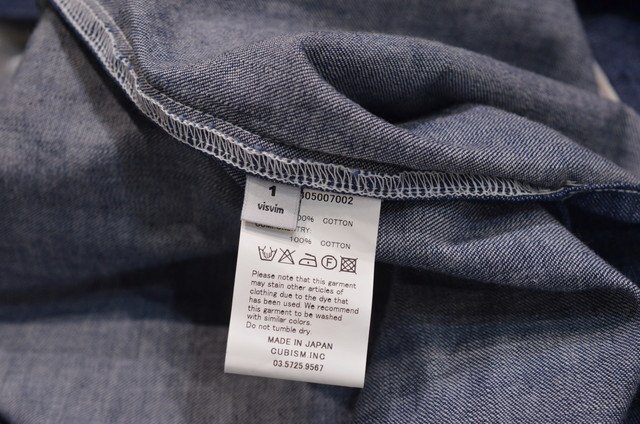 1
visvim
05007002
00% COTTON
TRY:
100% COTTON
F
Please note that this garment
may stain other articles of
clothing due to the dye that
has been used. We recommend
this garment to be washed
with similar colors.
Do not tumble dry.
MADE IN JAPAN
CUBISM.INC
03.5725.9567